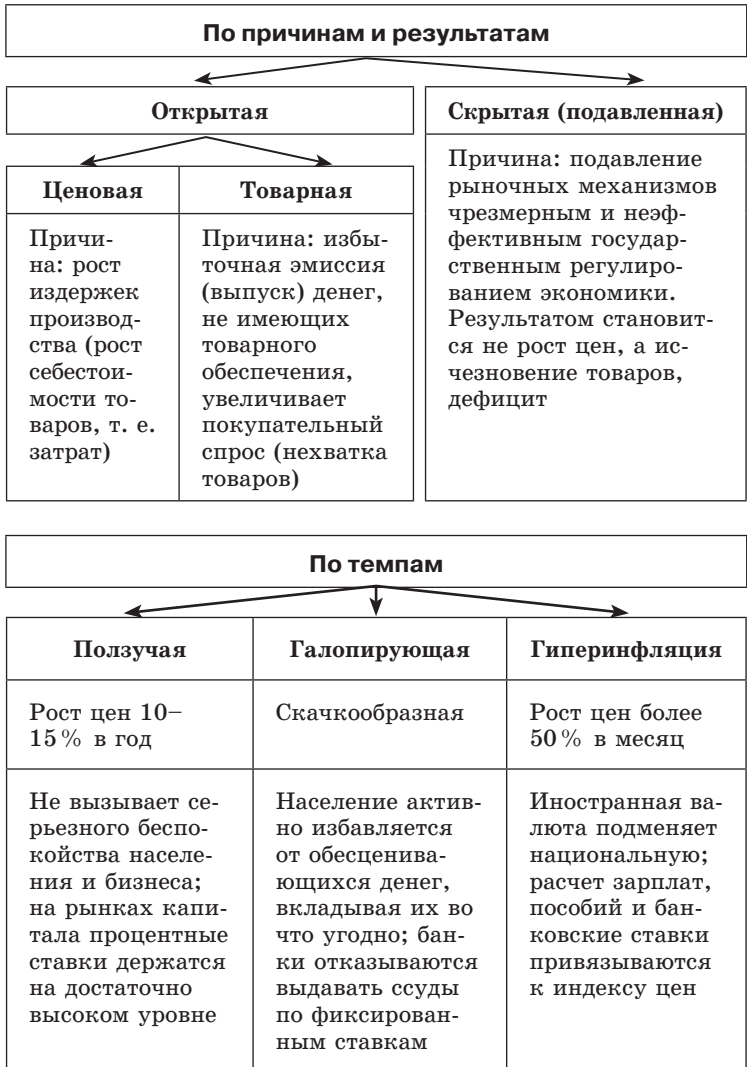 По причинам и результатам
Открытая
Ценовая
Причи-
на: рост
издержек
производ-
ства (рост
себестои-
мости то-
варов, т. е.
затрат)
Товарная
Причина: избы-
точная эмиссия
(выпуск) денег,
не имеющих
товарного
обеспечения,
увеличивает
покупательный
спрос (нехватка
товаров)
Скрытая (подавленная)
Причина: подавление
рыночных механизмов
чрезмерным и неэф-
фективным государ-
ственным регулиро-
ванием экономики.
Результатом становит-
ся не рост цен, а ис-
чезновение товаров,
дефицит
По темпам
Ползучая
Рост цен 10–
15 % в год
Не вызывает се-
рьезного беспо-
койства населе-
ния и бизнеса;
на рынках капи-
тала процентные
ставки держатся
на достаточно
высоком уровне
Галопирующая
Скачкообразная
Население актив-
но избавляется
от обесценива-
ющихся денег,
вкладывая их во
что угодно; бан-
ки отказываются
выдавать ссуды
по фиксирован-
ным ставкам
Гиперинфляция
Рост цен более
50 % в месяц
Иностранная ва-
люта подменяет
национальную;
расчет зарплат,
пособий и бан-
ковские ставки
привязываются
к индексу цен